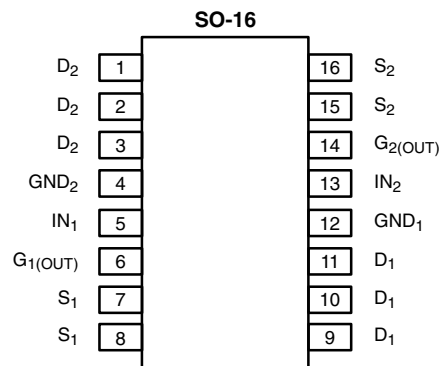 SO-16
D2 1 16 S2
D2 2 15 S2
D2 3 14 G2(OUT)
GND2 4 13 IN2
IN1 5 12 GND1
G1(OUT) 6 11 D1
S1 7 10 D1
S1 8 9 D1